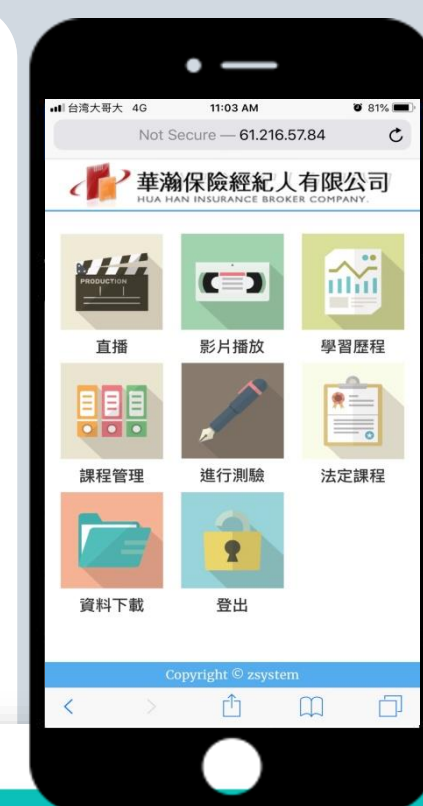 台湾大哥大 4G 11:03 AM 81%
Not Secure — 61.216.57.84
華瀚保險經紀人有限公司
HUA HAN INSURANCE BROKER COMPANY.
PRODUCTION
直播 影片播放 學習歷程
課程管理 進行測驗 法定課程
資料下載 登出
Copyright © zsystem